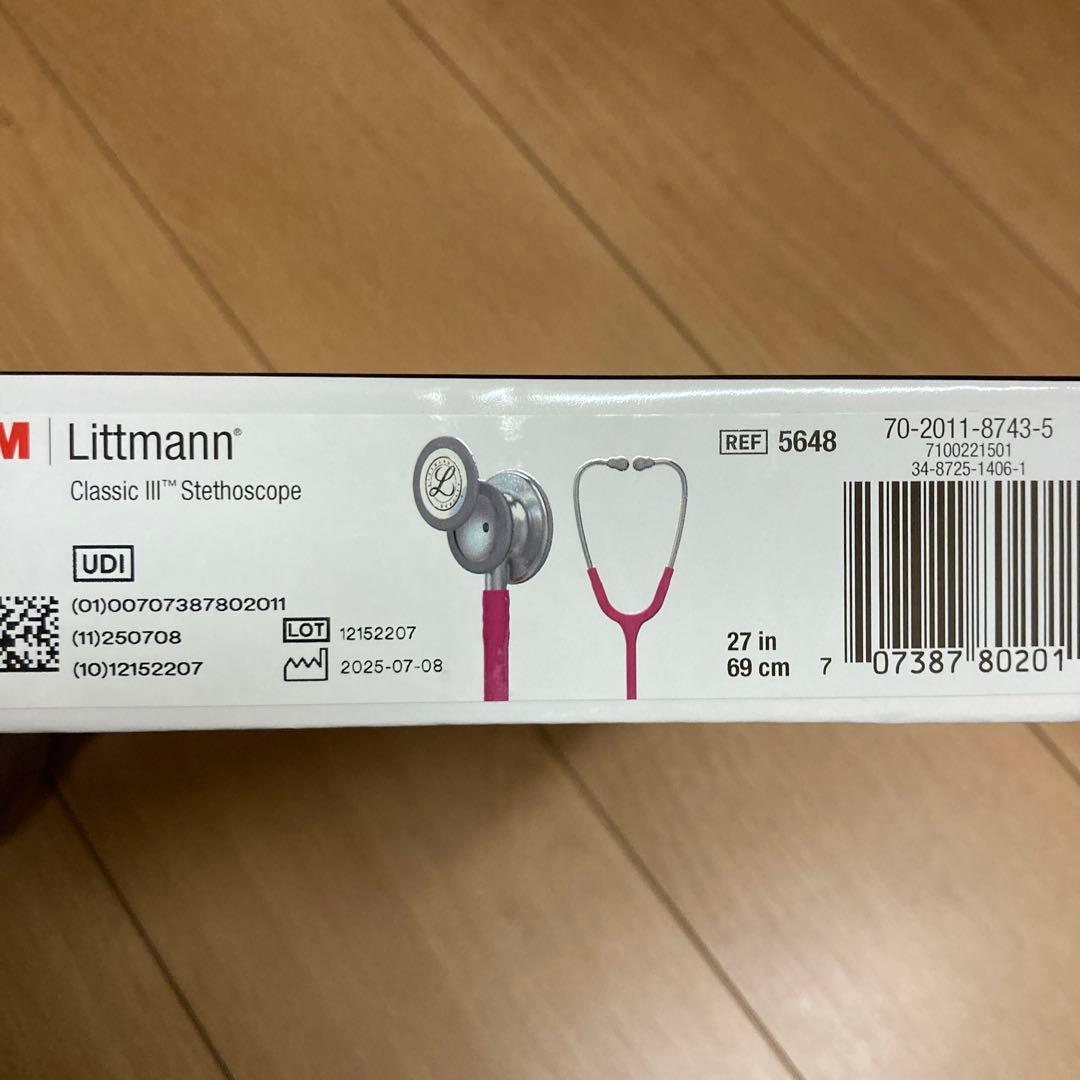 M Littmann®
Classic III™ Stethoscope
UDI
(01)00707387802011
(11)250708
(10)12152207
LOT 12152207
2025-07-08
L
REF 5648
27 in
69 cm
70-2011-8743-5
7100221501
34-8725-1406-1
7 07387 80201